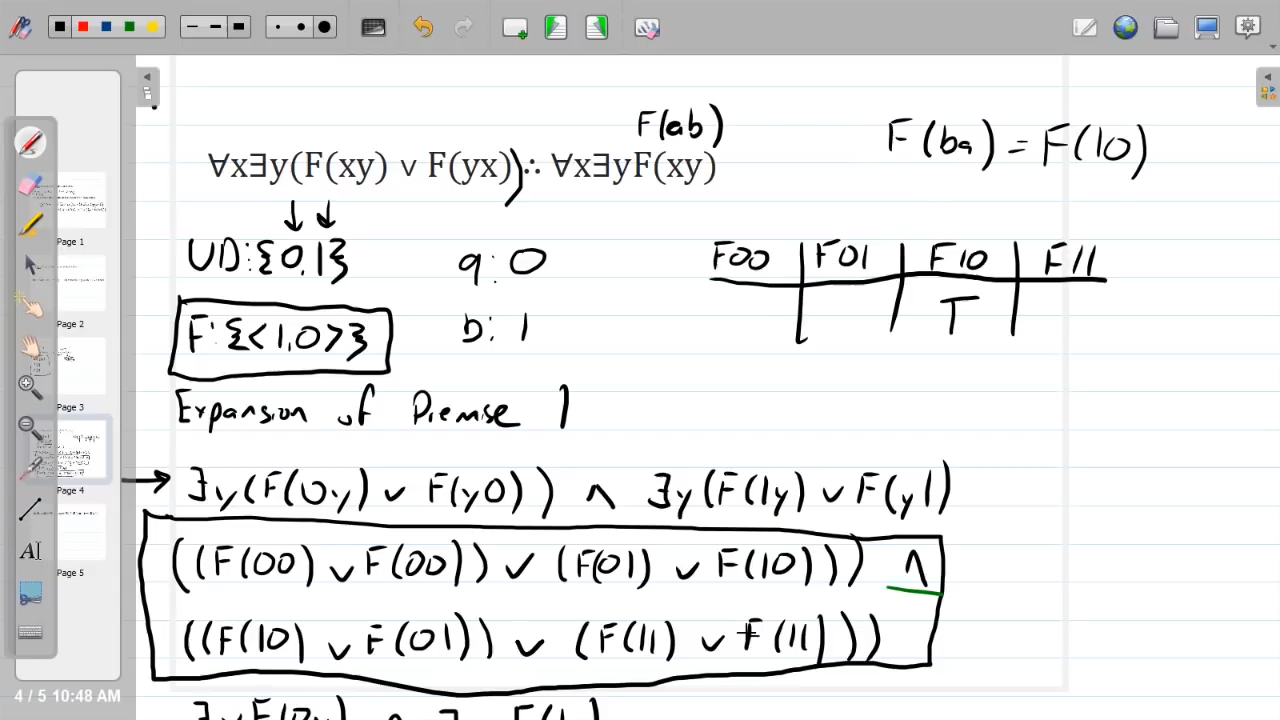 F(ab)
F(ba) = F(10)
∀x∃y(F(xy) ∨ F(yx)) ∴ ∀x∃yF(xy)
UD:{0,1}
a: 0
F00 F01 F10 F11
T
F:{<1,0>}
b: 1
Expansion of Premise 1
→ ∃y(F(0y) ∨ F(y0)) ∧ ∃y(F(1y) ∨ F(y1)
((F(00) ∨ F(00)) ∨ (F(01) ∨ F(10))) ∧
((F(10) ∨ F(01)) ∨ (F(11) ∨ F(11)))
Page 1
Page 2
Page 3
Page 4
Page 5
4 / 5 10:48 AM